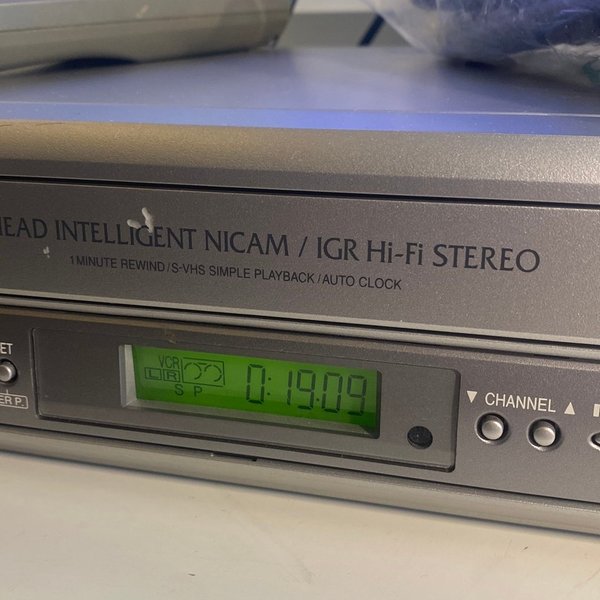 HEAD INTELLIGENT NICAM / IGR Hi-Fi STEREO
1 MINUTE REWIND/S-VHS SIMPLE PLAYBACK/AUTO CLOCK
VCR
L R
SP
0:19:09
▼ CHANNEL ▲